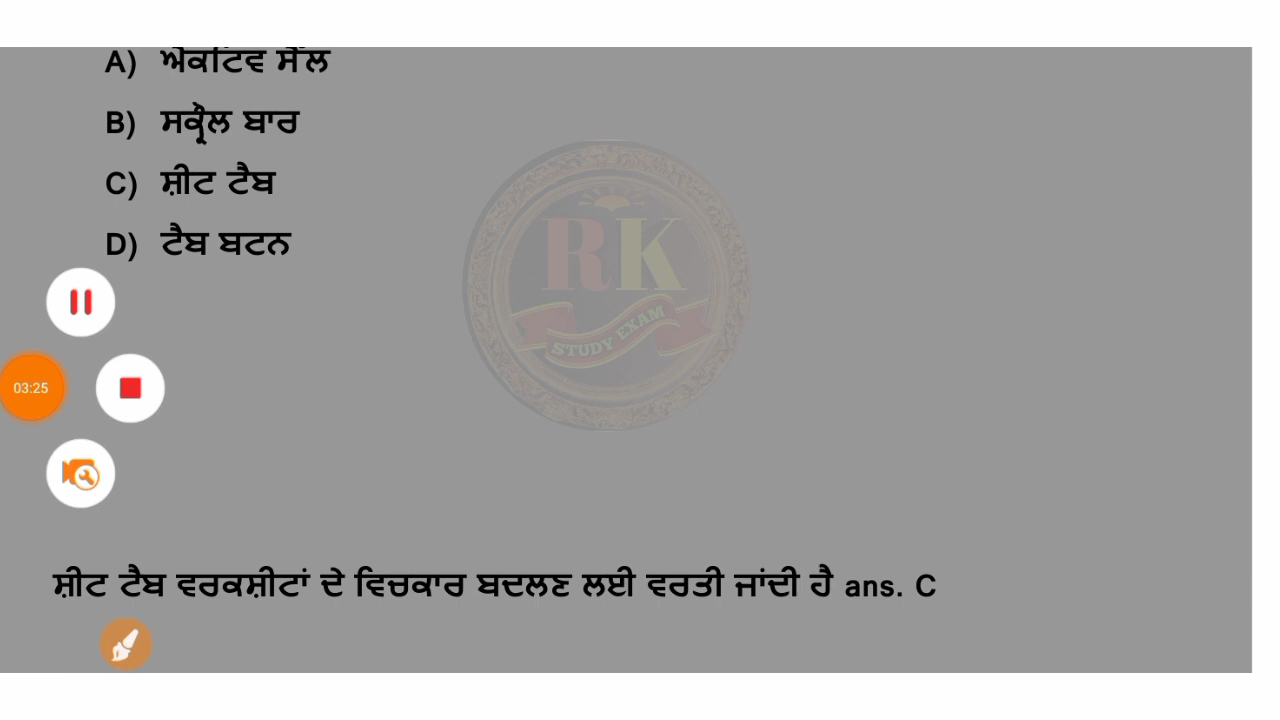 A) ਐਕਟਿਵ ਸੈੱਲ
B) ਸਕ੍ਰੌਲ ਬਾਰ
C) ਸ਼ੀਟ ਟੈਬ
D) ਟੈਬ ਬਟਨ
RK
STUDY EXAM
03:25
ਸ਼ੀਟ ਟੈਬ ਵਰਕਸ਼ੀਟਾਂ ਦੇ ਵਿਚਕਾਰ ਬਦਲਣ ਲਈ ਵਰਤੀ ਜਾਂਦੀ ਹੈ ans. C